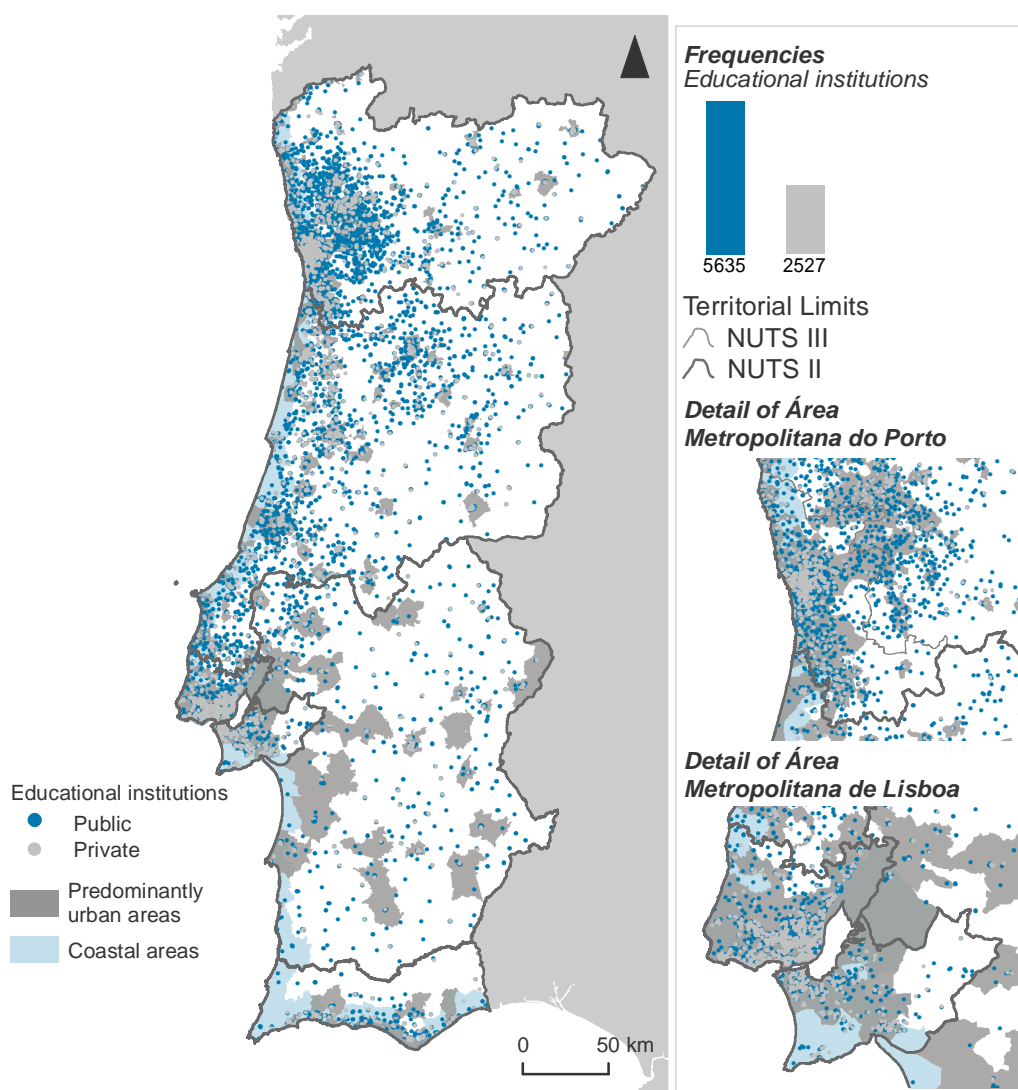 Frequencies
Educational institutions
5635 2527
Territorial Limits
NUTS III
NUTS II
Detail of Área
Metropolitana do Porto
Detail of Área
Metropolitana de Lisboa
Educational institutions
Public
Private
Predominantly
urban areas
Coastal areas
0 50 km